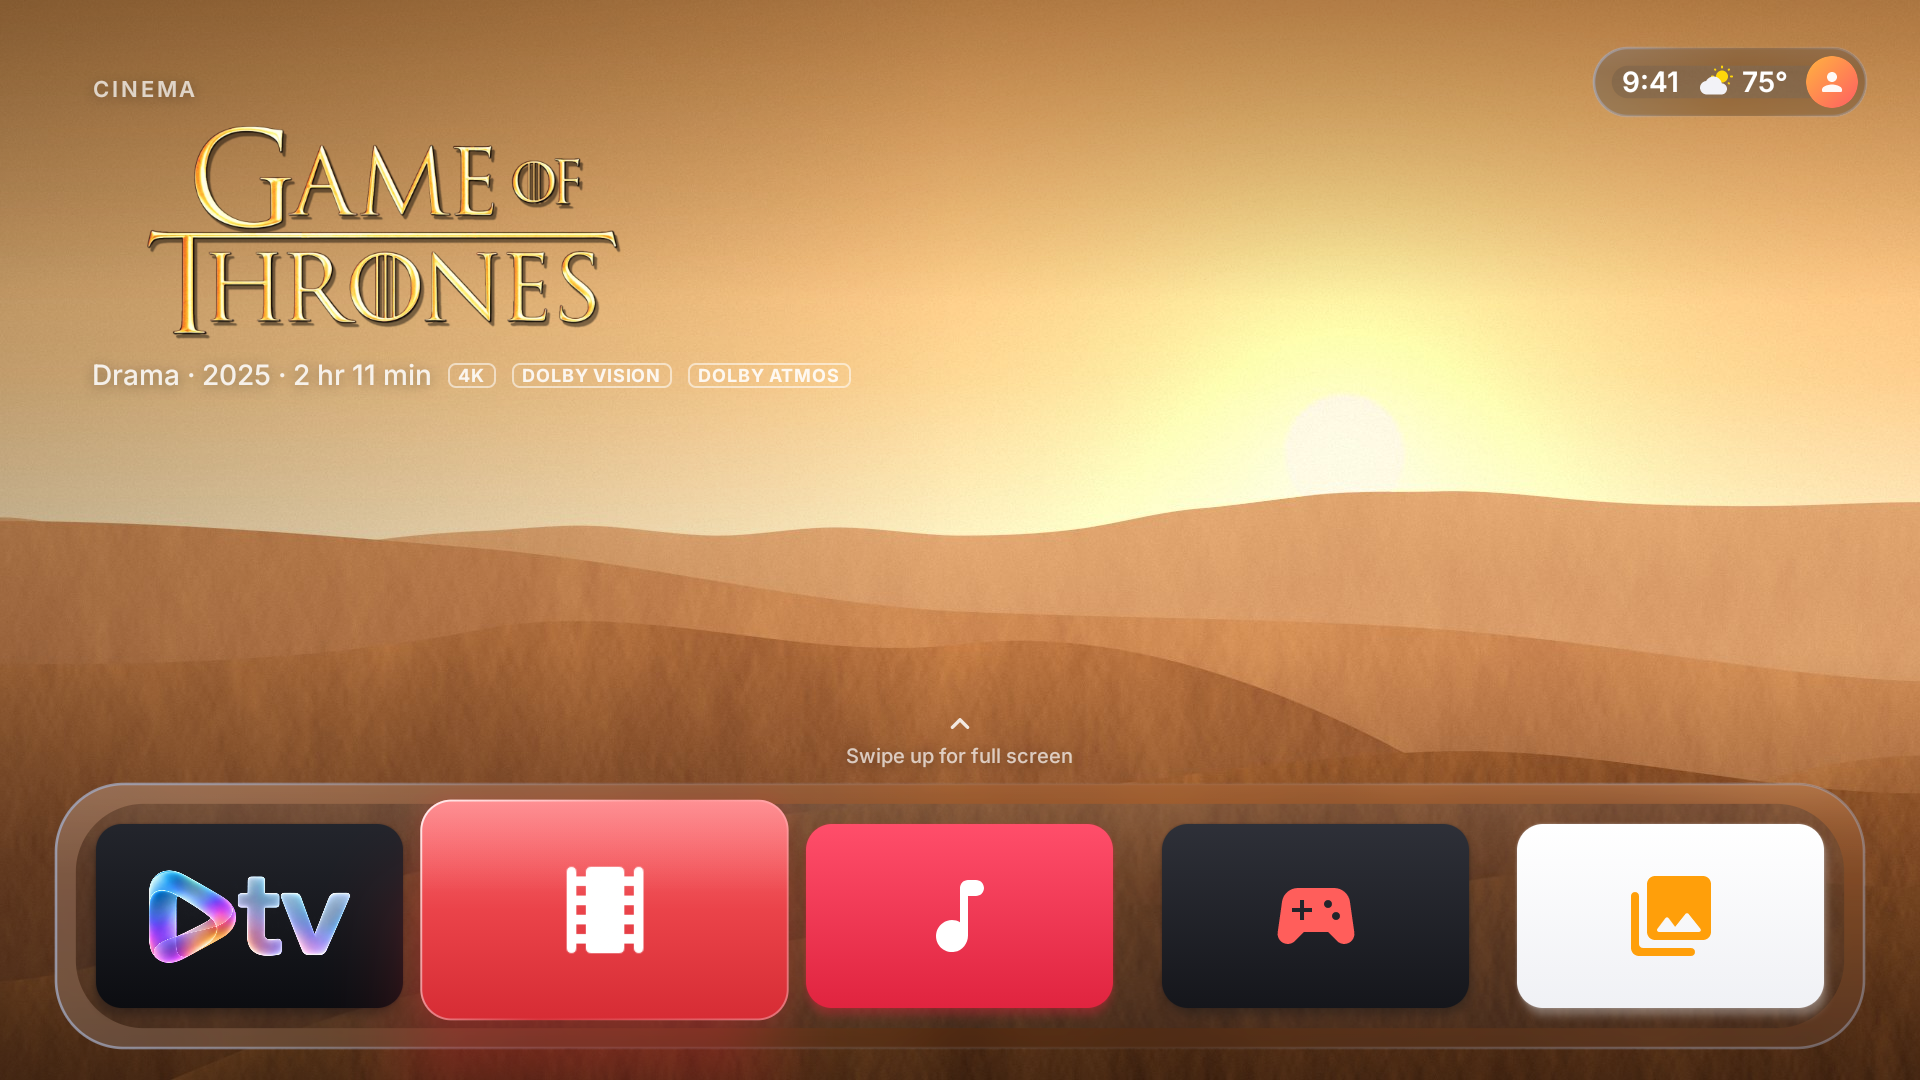 CINEMA
9:41 75°
GAME OF
THRONES
Drama · 2025 · 2 hr 11 min 4K DOLBY VISION DOLBY ATMOS
Swipe up for full screen
tv